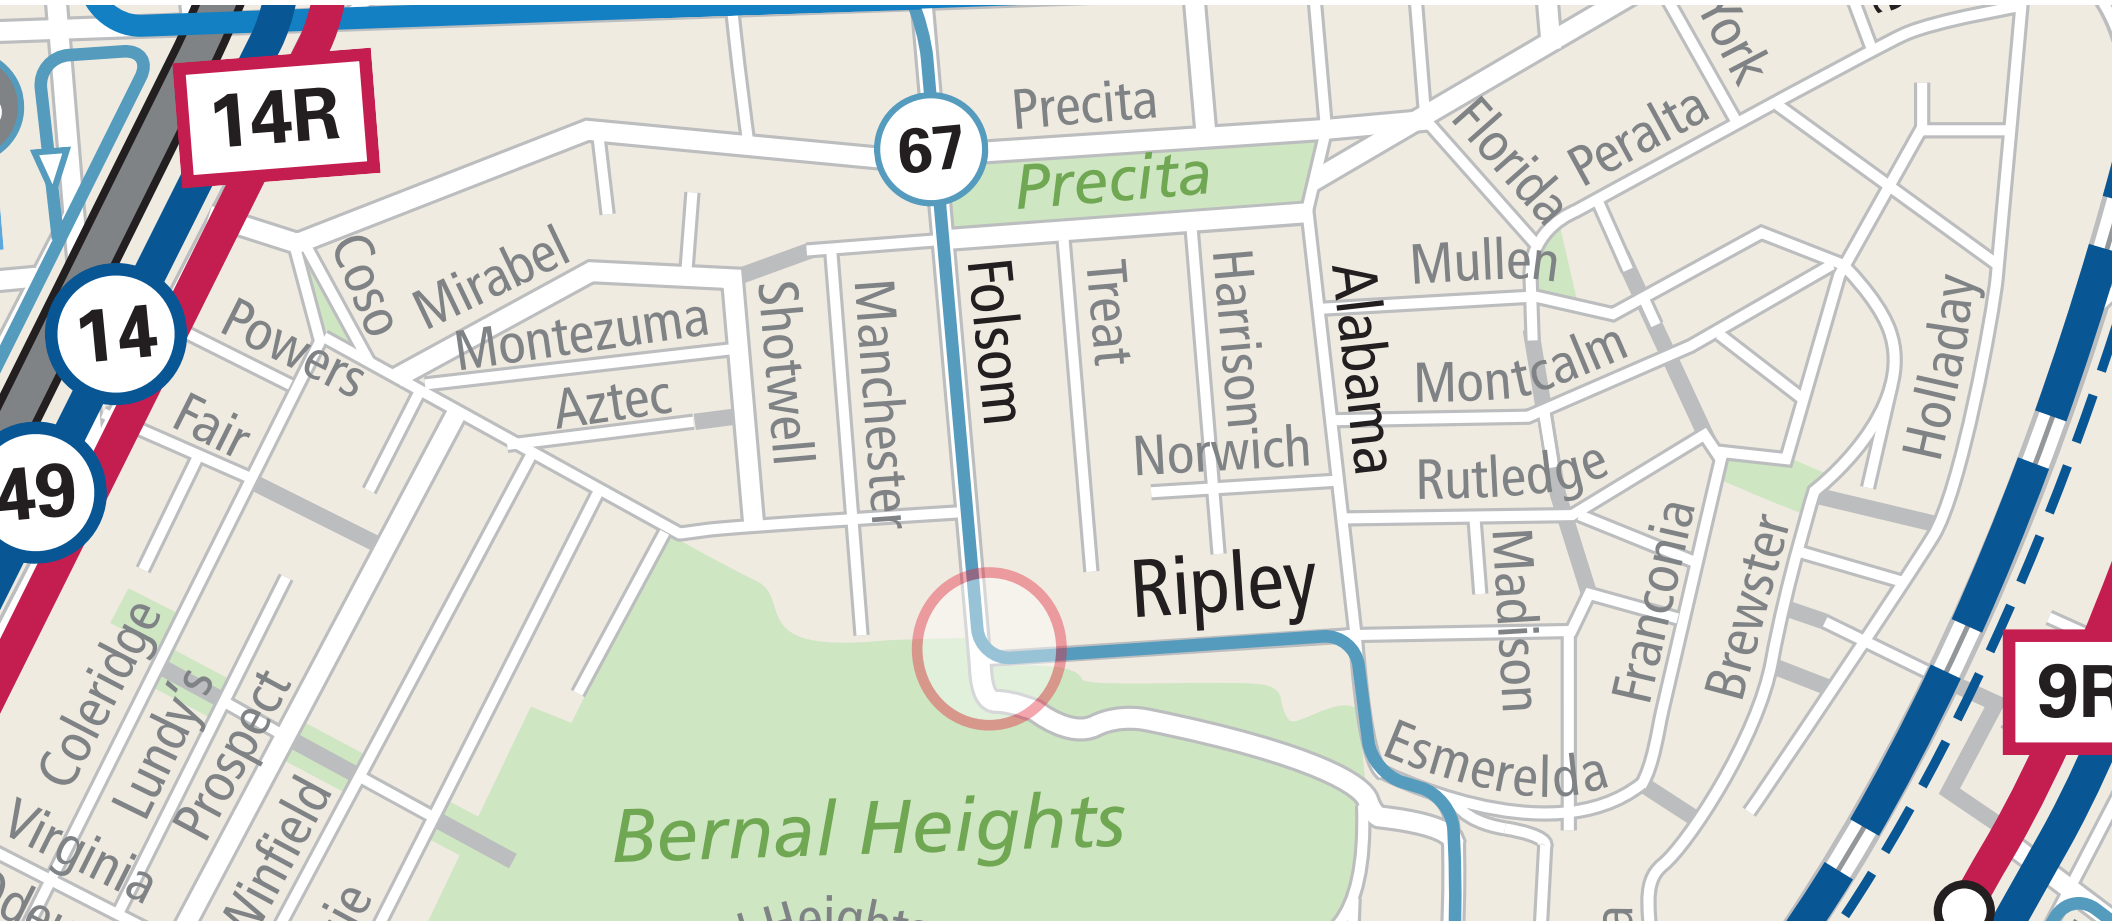 York
14R
67
Precita
Precita
Florida
Peralta
Coso
Mirabel
Mullen
14
Powers
Montezuma
Shotwell
Manchester
Folsom
Treat
Harrison
Alabama
Montcalm
Holladay
Fair
Aztec
Norwich
Rutledge
49
Ripley
Madison
Franconia
Brewster
Coleridge
Lundy's
Prospect
Esmerelda
9R
Virginia
Winfield
Bernal Heights